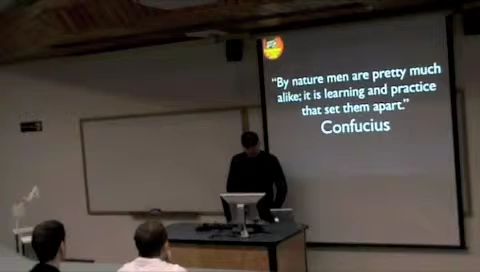 “By nature men are pretty much
alike; it is learning and practice
that set them apart.”
Confucius